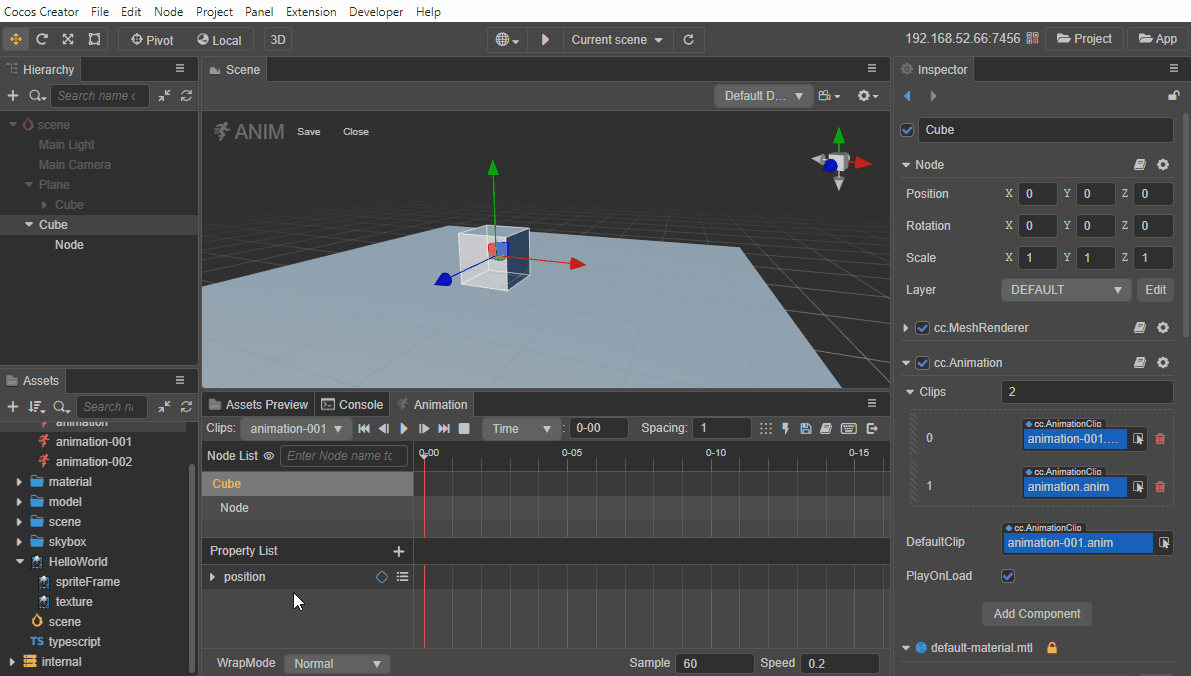 Cocos Creator File Edit Node Project Panel Extension Developer Help
Pivot Local 3D Current scene 192.168.52.66:7456 Project App
Hierarchy
Search name
scene
Main Light
Main Camera
Plane
Cube
Cube
Node
Assets
animation
animation-001
animation-002
material
model
scene
skybox
HelloWorld
spriteFrame
texture
scene
TS typescript
internal
Scene
Default D...
ANIM Save Close
Assets Preview Console Animation
Clips: animation-001 Time : 0-00 Spacing: 1
Node List Enter Node name to 0-00 0-05 0-10 0-15
Cube
Node
Property List +
position
WrapMode Normal Sample 60 Speed 0.2
Inspector
Cube
Node
Position X 0 Y 0 Z 0
Rotation X 0 Y 0 Z 0
Scale X 1 Y 1 Z 1
Layer DEFAULT Edit
cc.MeshRenderer
cc.Animation
Clips 2
cc.AnimationClip
0 animation-001....
cc.AnimationClip
1 animation.anim
cc.AnimationClip
DefaultClip animation-001.anim
PlayOnLoad
Add Component
default-material.mtl